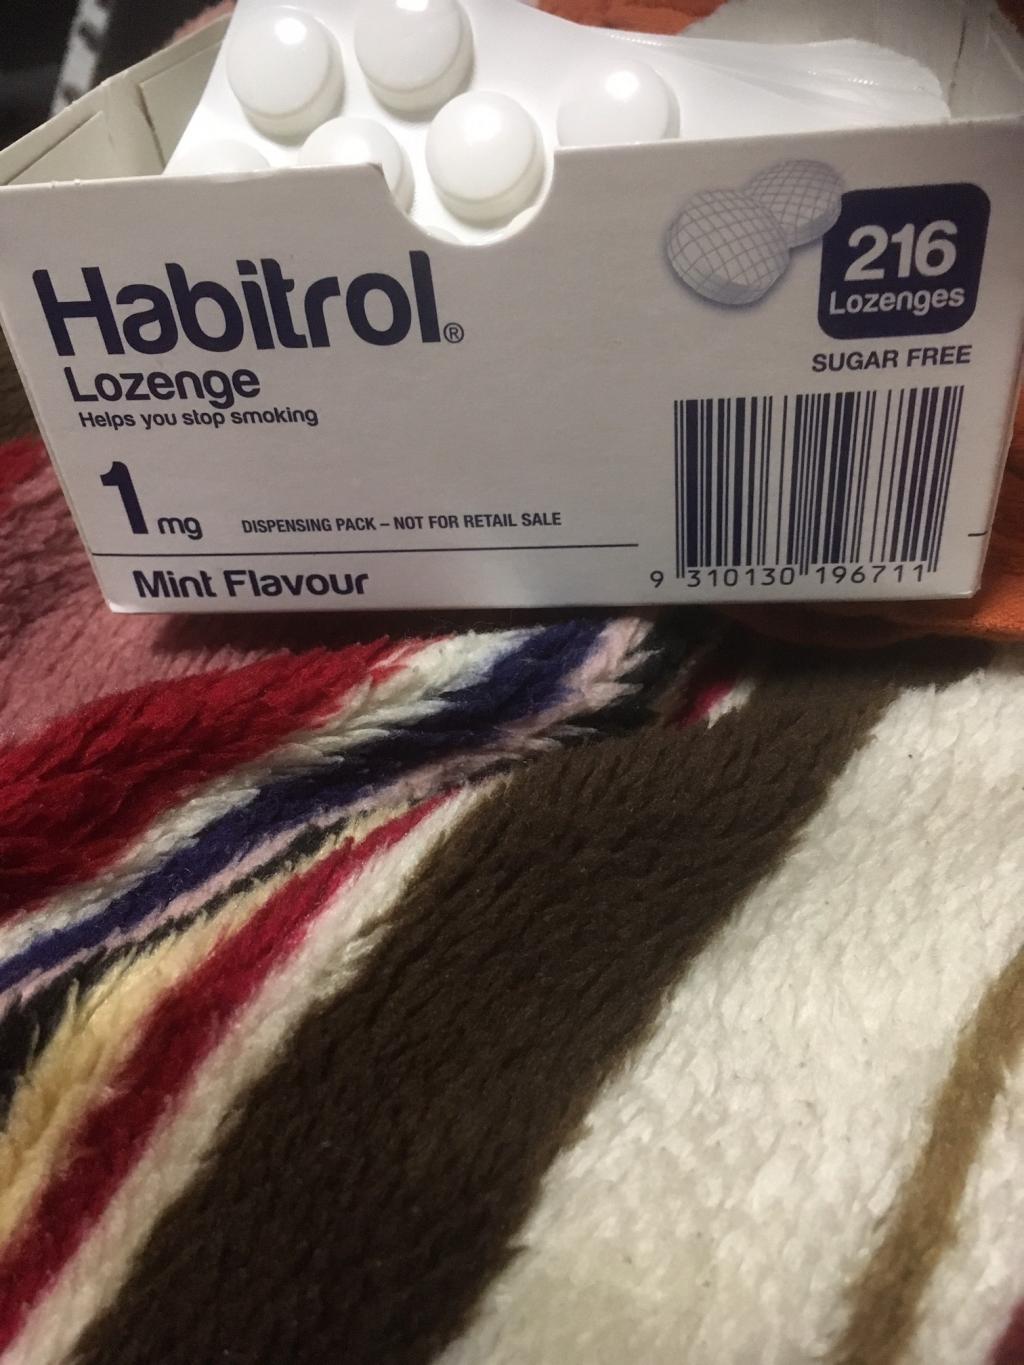 Habitrol®
Lozenge
Helps you stop smoking
1 mg
DISPENSING PACK – NOT FOR RETAIL SALE
Mint Flavour
216
Lozenges
SUGAR FREE
9 310130 196711